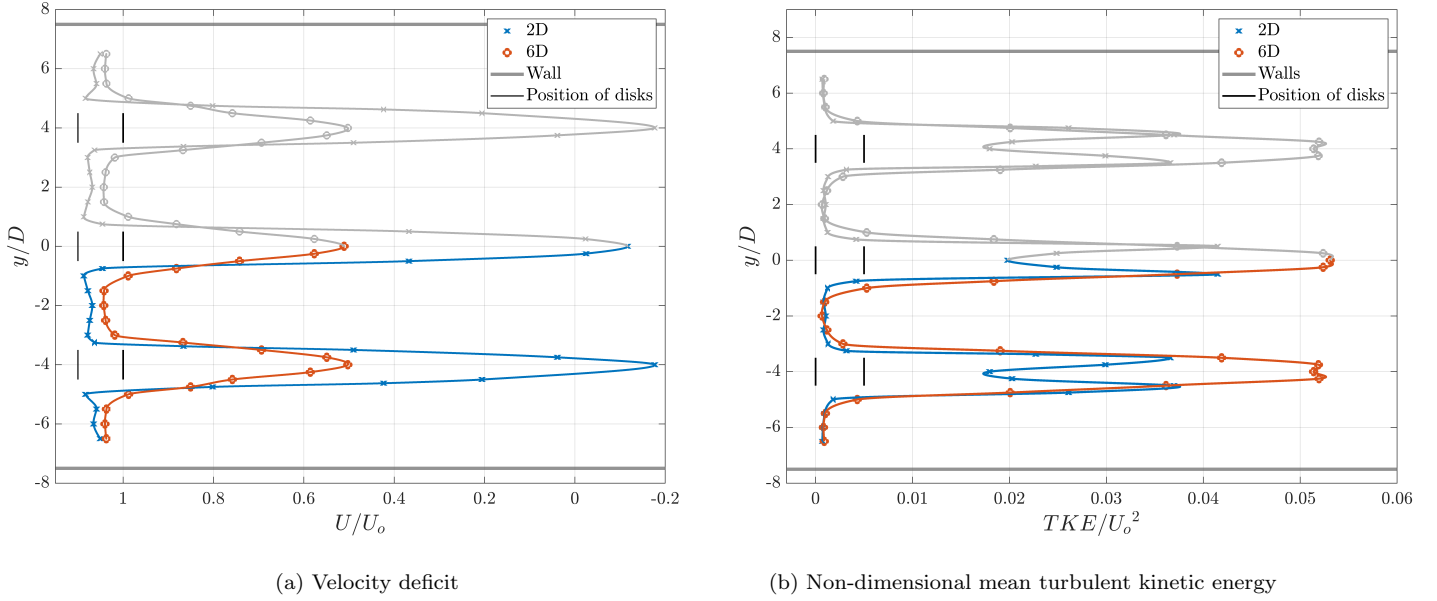 8
6
4
2
0
-2
-4
-6
-8
y/D
1
0.8
0.6
0.4
0.2
0
-0.2
U/Uₒ
2D
6D
Wall
Position of disks
(a) Velocity deficit
8
6
4
2
0
-2
-4
-6
-8
y/D
0
0.01
0.02
0.03
0.04
0.05
0.06
TKE/Uₒ²
2D
6D
Walls
Position of disks
(b) Non-dimensional mean turbulent kinetic energy